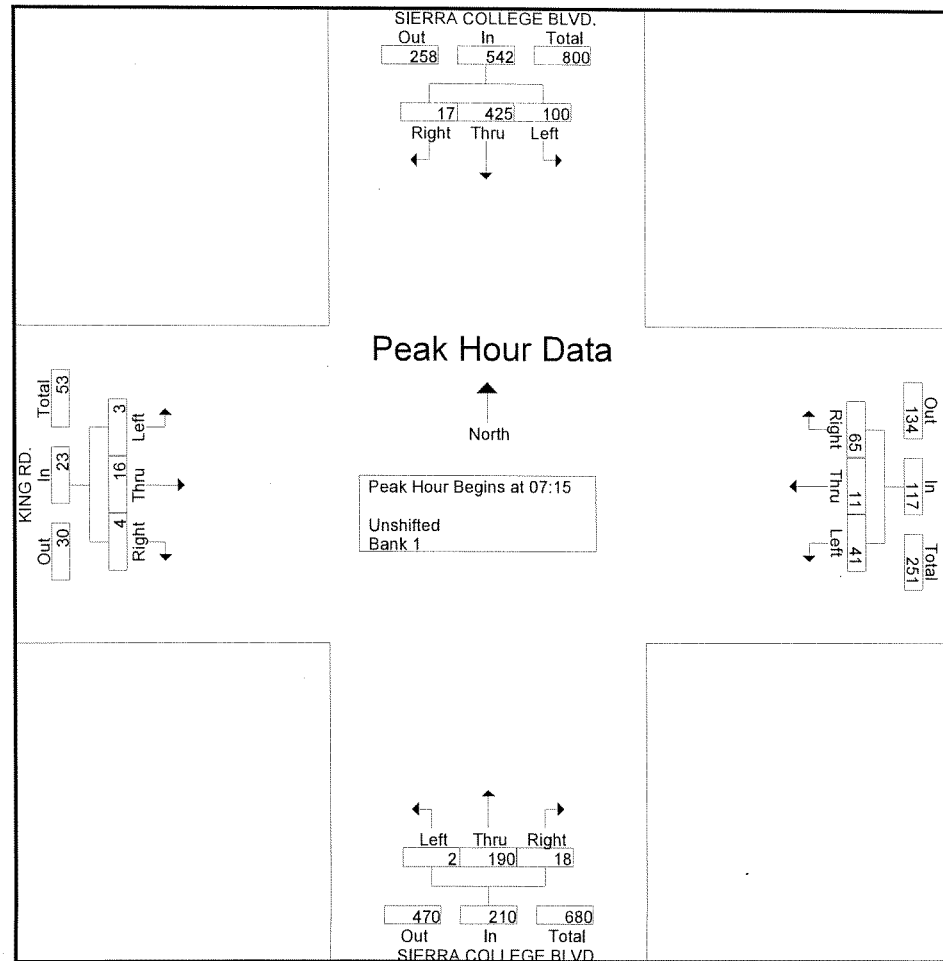 SIERRA COLLEGE BLVD.
Out In Total
258 542 800
17 425 100
Right Thru Left
Peak Hour Data
North
Peak Hour Begins at 07:15
Unshifted
Bank 1
KING RD.
Total In Out
53 23 30
3 16 4
Left Thru Right
Right Thru Left
65 11 41
134 117 251
Out In Total
Left Thru Right
2 190 18
470 210 680
Out In Total
SIERRA COLLEGE BLVD.